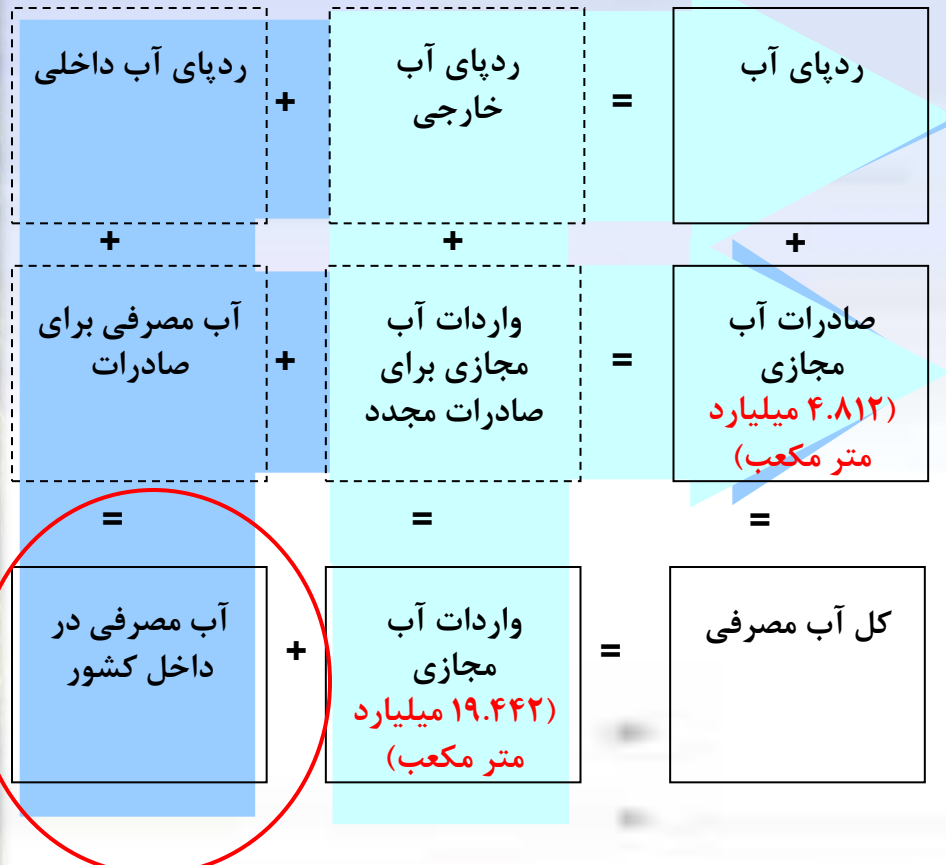 ردپای آب داخلی
+
ردپای آب
خارجی
=
ردپای آب
+
+
+
آب مصرفی برای
صادرات
+
واردات آب
مجازی برای
صادرات مجدد
=
صادرات آب
مجازی
(۴.۸۱۲ میلیارد
متر مکعب)
=
=
=
آب مصرفی در
داخل کشور
+
واردات آب
مجازی
(۱۹.۴۴۲ میلیارد
متر مکعب)
=
کل آب مصرفی